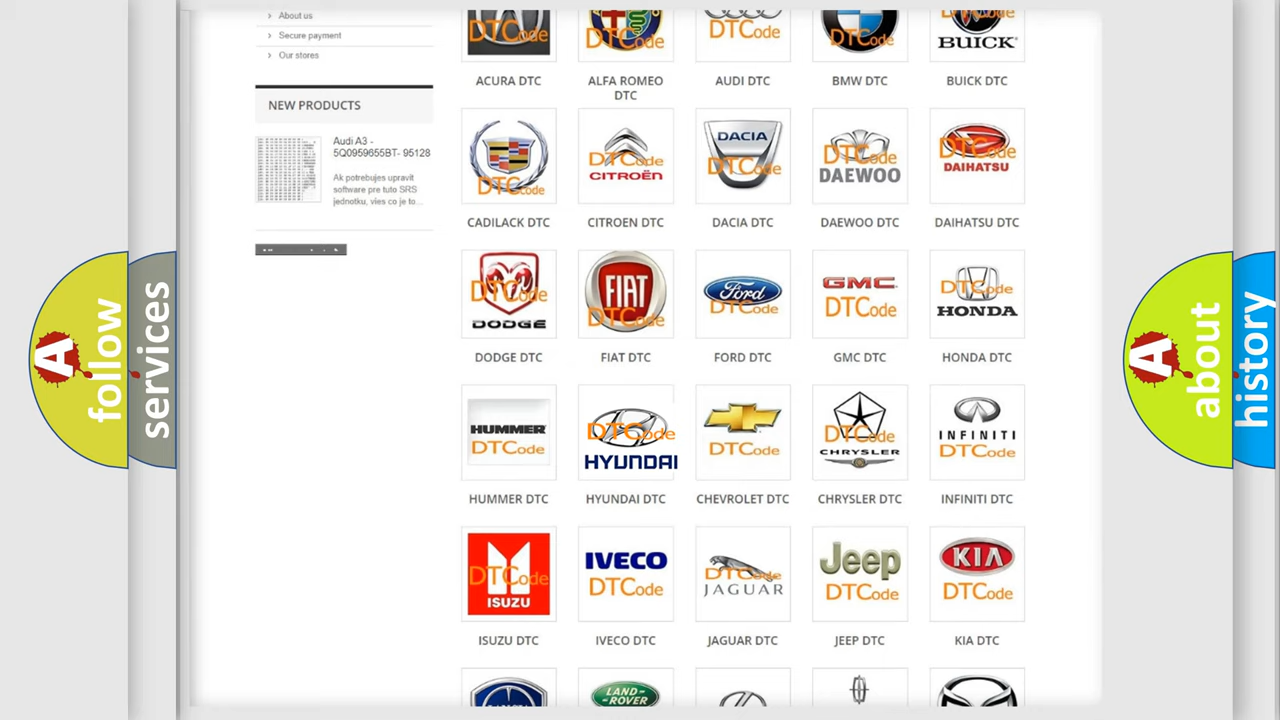 About us
Secure payment
Our stores
NEW PRODUCTS
Audi A3 -
5Q0959655BT- 95128
Ak potrebujes upravit
software pre tuto SRS
jednotku, vies co je to...
DTCode
DTCode
DTCode
DTCode
BUICK
ACURA DTC
ALFA ROMEO
DTC
AUDI DTC
BMW DTC
BUICK DTC
DTCode
DTCode
CITROËN
DACIA
DTCode
DTCode
DAEWOO
DTCode
DAIHATSU
CADILACK DTC
CITROEN DTC
DACIA DTC
DAEWOO DTC
DAIHATSU DTC
DTCode
DODGE
FIAT
DTCode
Ford
DTCode
GMC
DTCode
DTCode
HONDA
DODGE DTC
FIAT DTC
FORD DTC
GMC DTC
HONDA DTC
HUMMER
DTCode
DTCode
HYUNDAI
DTCode
DTCode
CHRYSLER
INFINITI
DTCode
HUMMER DTC
HYUNDAI DTC
CHEVROLET DTC
CHRYSLER DTC
INFINITI DTC
DTCode
ISUZU
IVECO
DTCode
DTCode
JAGUAR
Jeep
DTCode
KIA
DTCode
ISUZU DTC
IVECO DTC
JAGUAR DTC
JEEP DTC
KIA DTC
LAND-
ROVER
A
follow
services
A
about
history